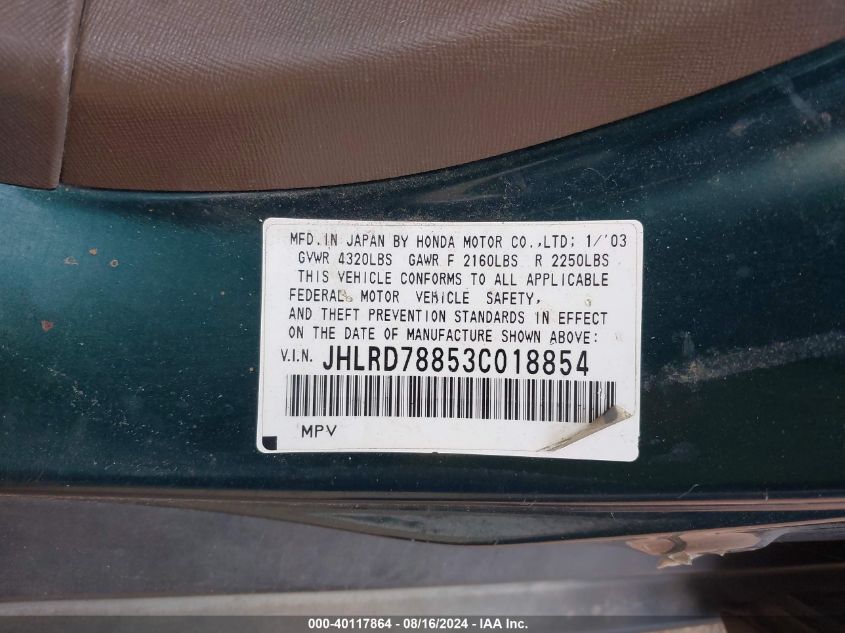 MFD.IN JAPAN BY HONDA MOTOR CO.,LTD; 1/'03
GVWR 4320LBS GAWR F 2160LBS R 2250LBS
THIS VEHICLE CONFORMS TO ALL APPLICABLE
FEDERAL MOTOR VEHICLE SAFETY,
AND THEFT PREVENTION STANDARDS IN EFFECT
ON THE DATE OF MANUFACTURE SHOWN ABOVE:
V.I.N. JHLRD78853C018854
MPV
000-40117864 / 08/16/2024 - IAA Inc.